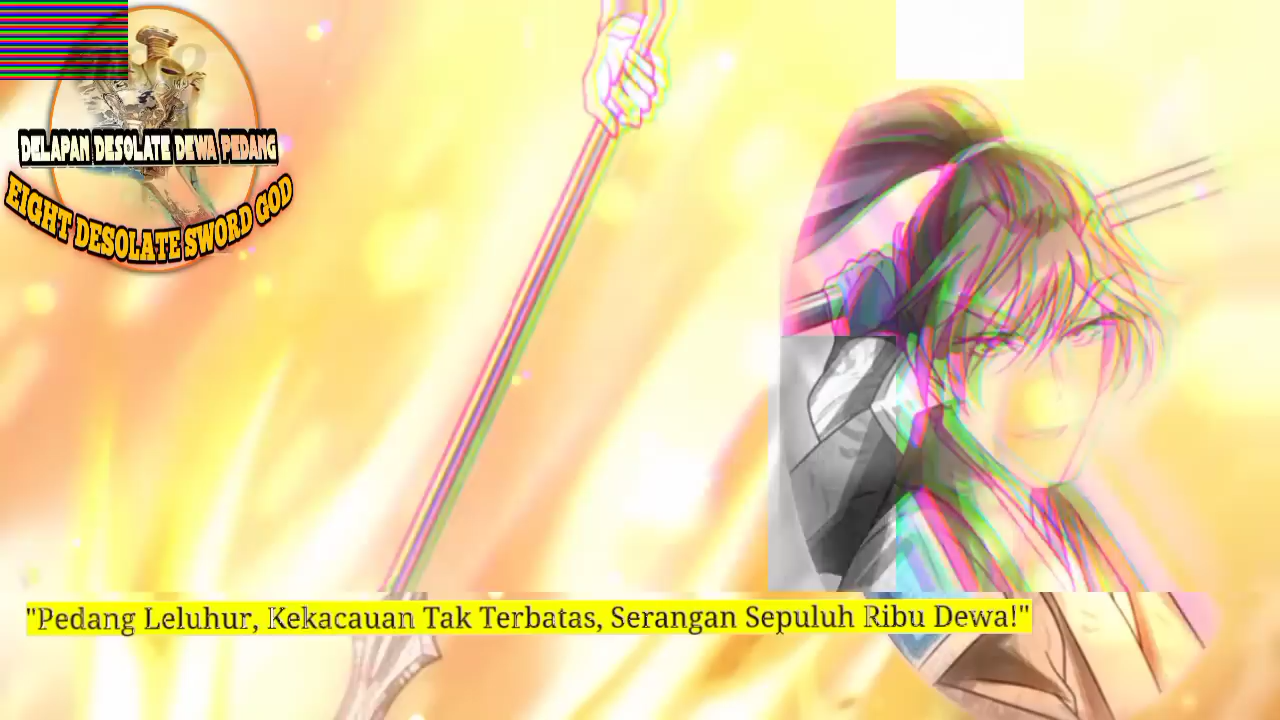 DELAPAN DESOLATE DEWA PEDANG
EIGHT DESOLATE SWORD GOD
"Pedang Leluhur, Kekacauan Tak Terbatas, Serangan Sepuluh Ribu Dewa!"